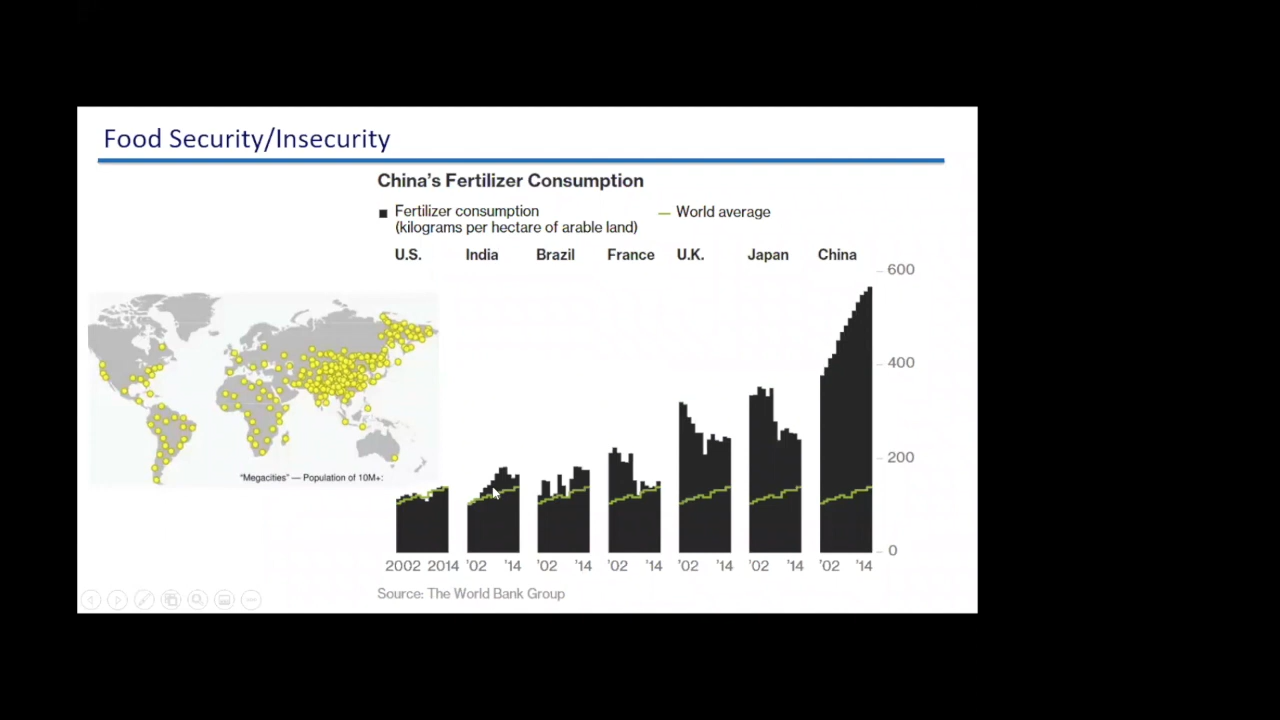 Food Security/Insecurity
China's Fertilizer Consumption
Fertilizer consumption
(kilograms per hectare of arable land)
World average
U.S. India Brazil France U.K. Japan China
600
400
200
0
"Megacities" — Population of 10M+:
2002 2014 '02 '14 '02 '14 '02 '14 '02 '14 '02 '14 '02 '14
Source: The World Bank Group